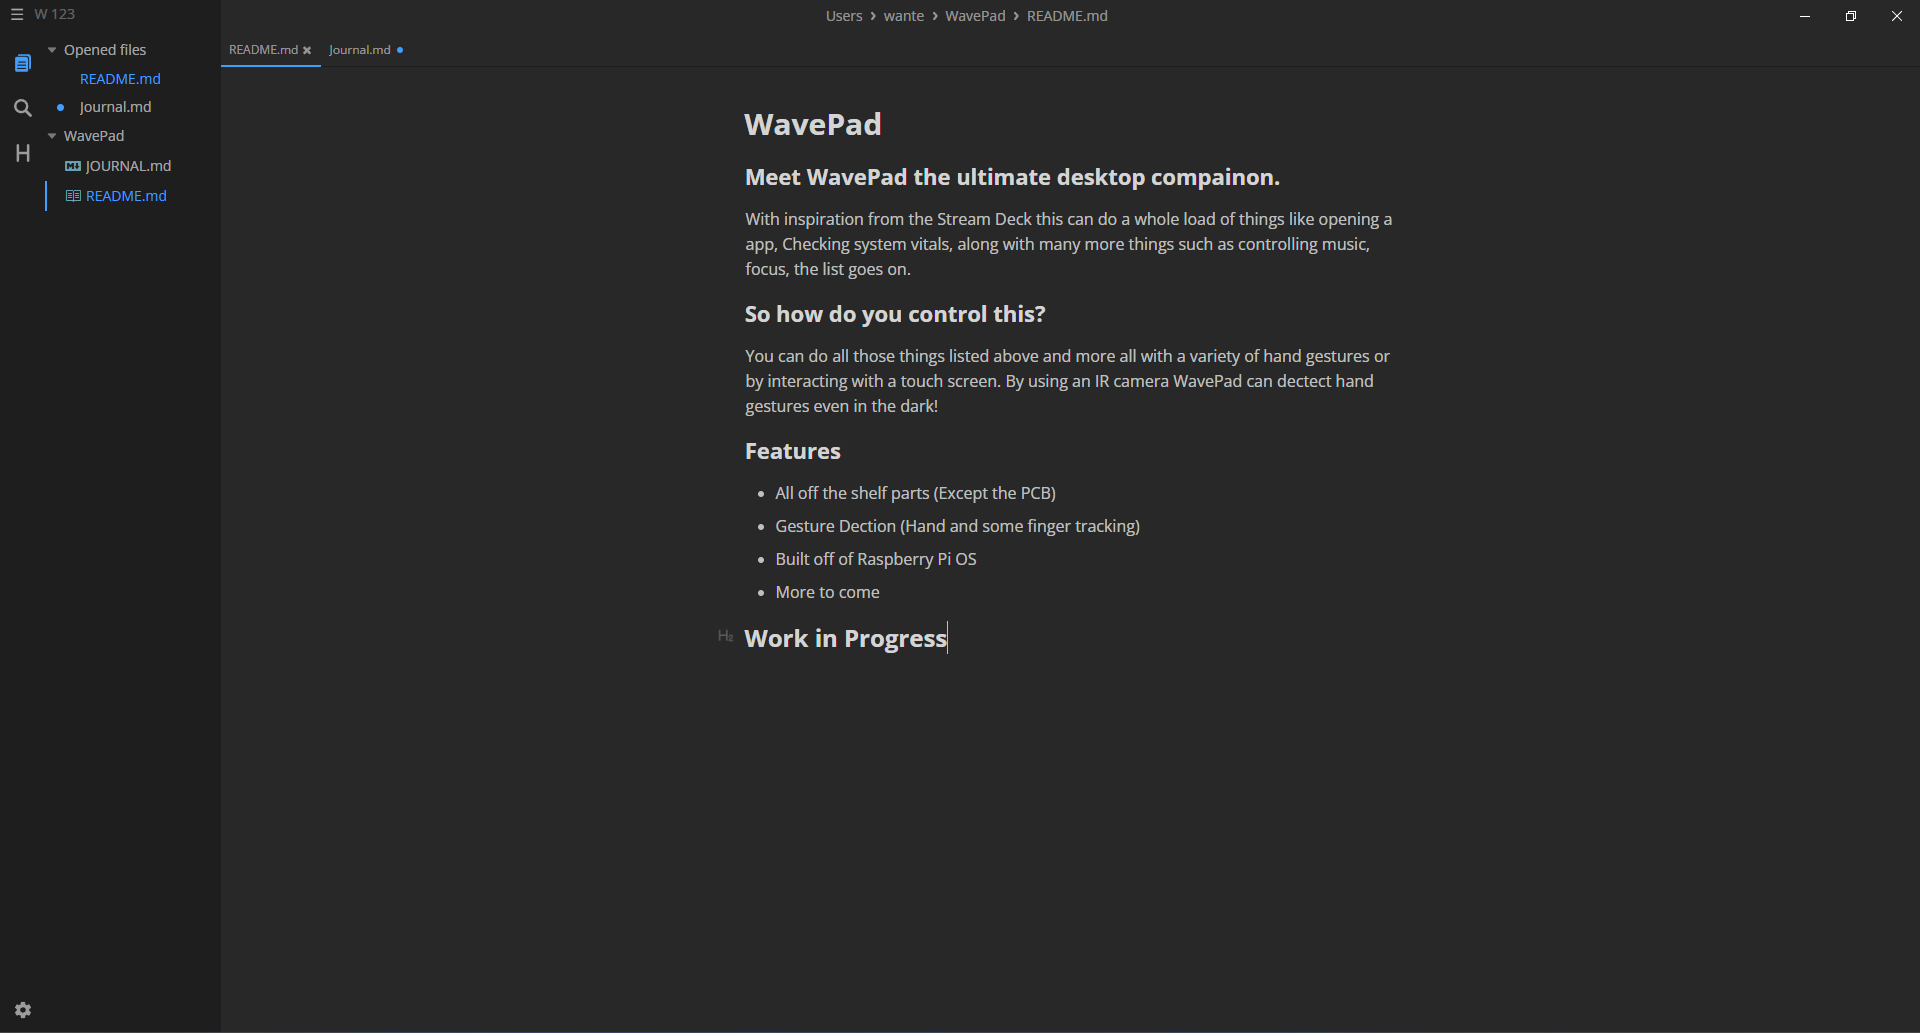 W 123
Users › wante › WavePad › README.md
Opened files
README.md
Journal.md
WavePad
JOURNAL.md
README.md
README.md
Journal.md
WavePad
Meet WavePad the ultimate desktop compainon.
With inspiration from the Stream Deck this can do a whole load of things like opening a
app, Checking system vitals, along with many more things such as controlling music,
focus, the list goes on.
So how do you control this?
You can do all those things listed above and more all with a variety of hand gestures or
by interacting with a touch screen. By using an IR camera WavePad can dectect hand
gestures even in the dark!
Features
• All off the shelf parts (Except the PCB)
• Gesture Dection (Hand and some finger tracking)
• Built off of Raspberry Pi OS
• More to come
H2 Work in Progress